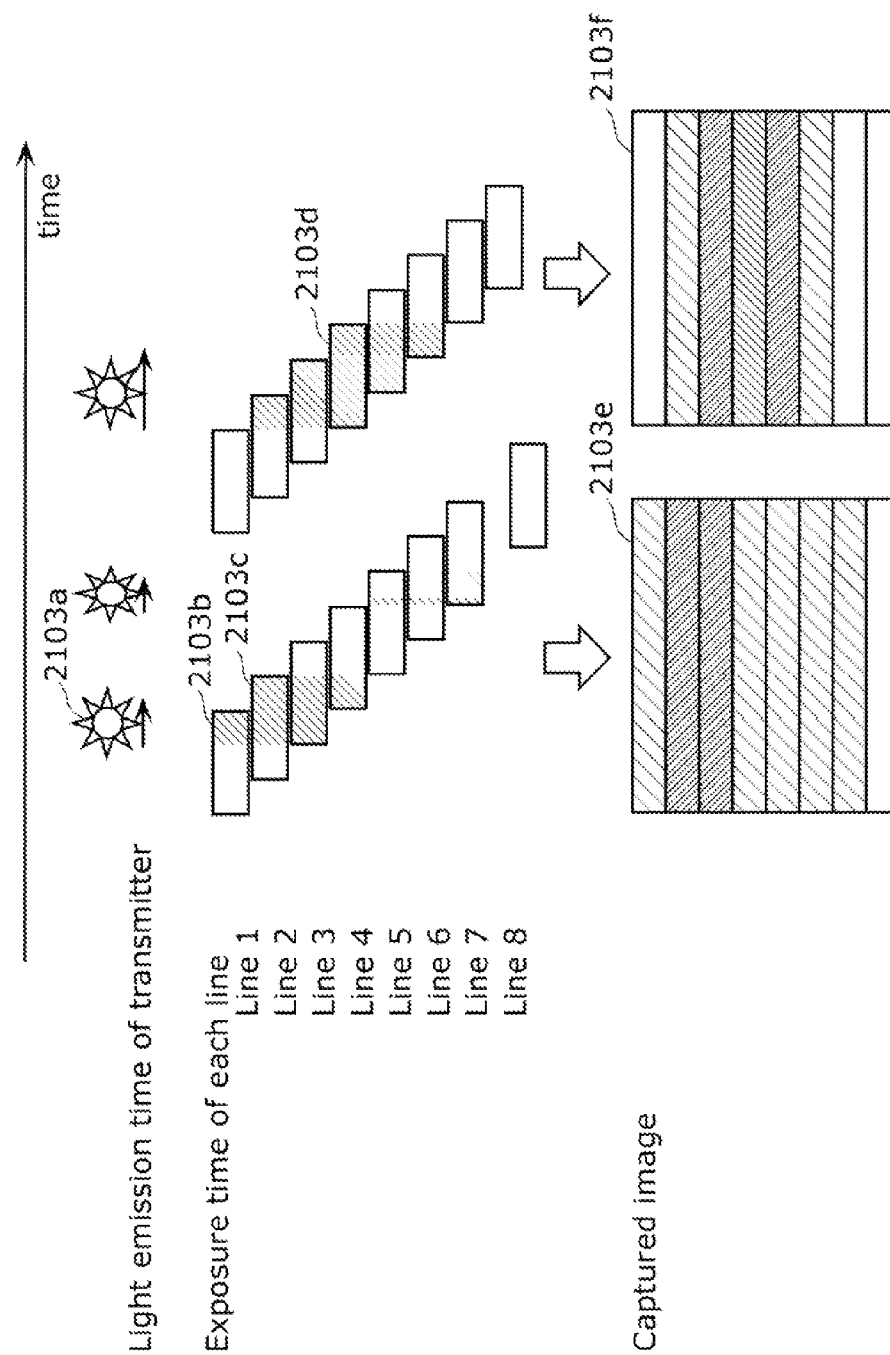 time
Light emission time of transmitter
2103a
Exposure time of each line
2103b
2103c
2103d
Line 1
Line 2
Line 3
Line 4
Line 5
Line 6
Line 7
Line 8
Captured image
2103e
2103f